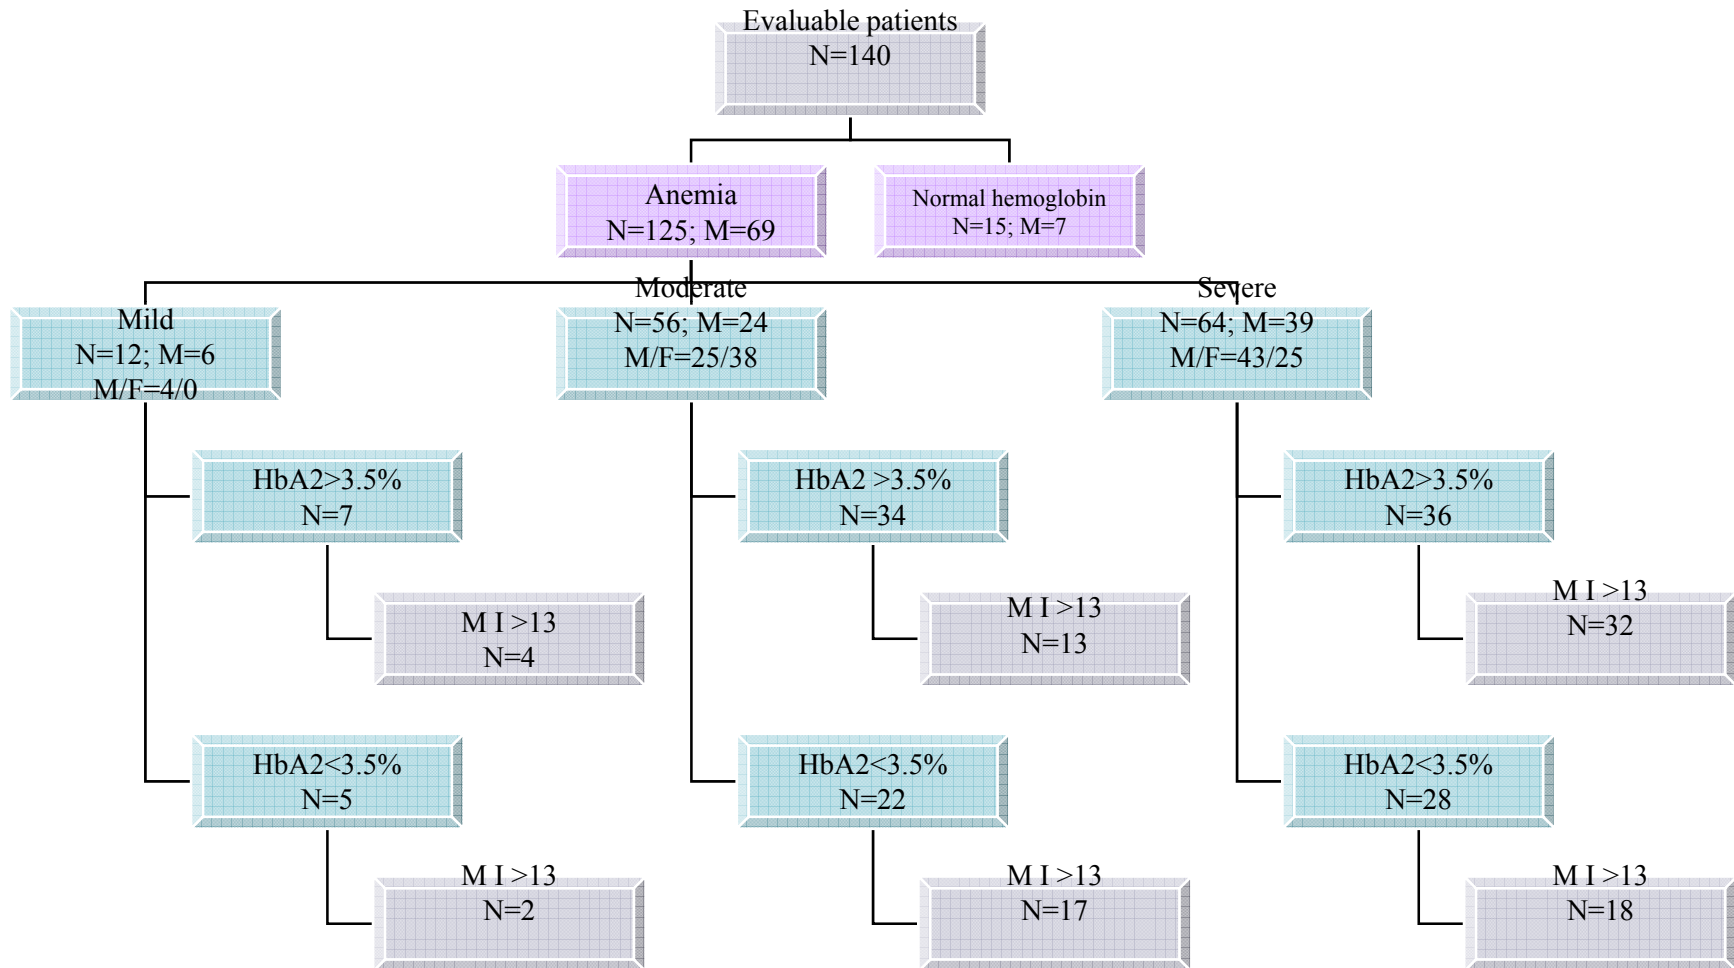 Evaluable patients
N=140
Anemia
N=125; M=69
Normal hemoglobin
N=15; M=7
Mild
N=12; M=6
M/F=4/0
Moderate
N=56; M=24
M/F=25/38
Severe
N=64; M=39
M/F=43/25
HbA2>3.5%
N=7
HbA2 >3.5%
N=34
HbA2>3.5%
N=36
M I >13
N=4
M I >13
N=13
M I >13
N=32
HbA2<3.5%
N=5
HbA2<3.5%
N=22
HbA2<3.5%
N=28
M I >13
N=2
M I >13
N=17
M I >13
N=18